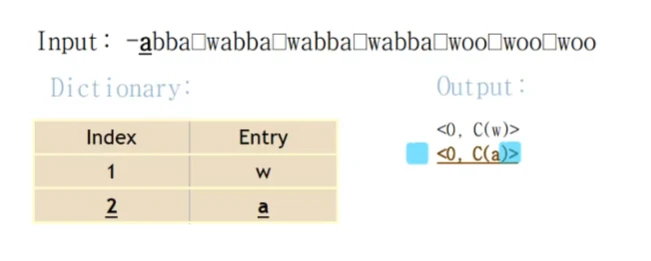 Input: -abba□wabba□wabba□wabba□woo□woo□woo
Dictionary:
Output:
Index Entry
1 w
2 a
<0, C(w)>
<0, C(a)>